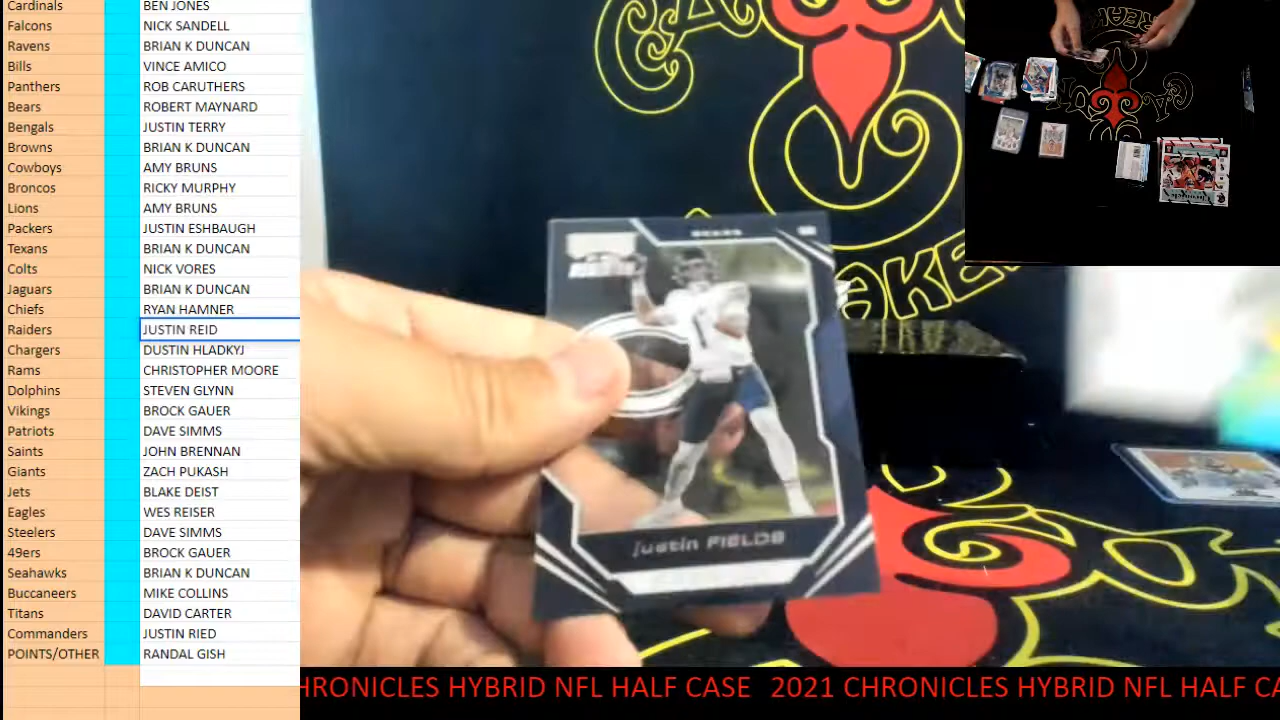 Cardinals BEN JONES
Falcons NICK SANDELL
Ravens BRIAN K DUNCAN
Bills VINCE AMICO
Panthers ROB CARUTHERS
Bears ROBERT MAYNARD
Bengals JUSTIN TERRY
Browns BRIAN K DUNCAN
Cowboys AMY BRUNS
Broncos RICKY MURPHY
Lions AMY BRUNS
Packers JUSTIN ESHBAUGH
Texans BRIAN K DUNCAN
Colts NICK VORES
Jaguars BRIAN K DUNCAN
Chiefs RYAN HAMNER
Raiders JUSTIN REID
Chargers DUSTIN HLADKYJ
Rams CHRISTOPHER MOORE
Dolphins STEVEN GLYNN
Vikings BROCK GAUER
Patriots DAVE SIMMS
Saints JOHN BRENNAN
Giants ZACH PUKASH
Jets BLAKE DEIST
Eagles WES REISER
Steelers DAVE SIMMS
49ers BROCK GAUER
Seahawks BRIAN K DUNCAN
Buccaneers MIKE COLLINS
Titans DAVID CARTER
Commanders JUSTIN RIED
POINTS/OTHER RANDAL GISH
BEARS
1
Justin FIELDS
HRONICLES HYBRID NFL HALF CASE 2021 CHRONICLES HYBRID NFL HALF CA